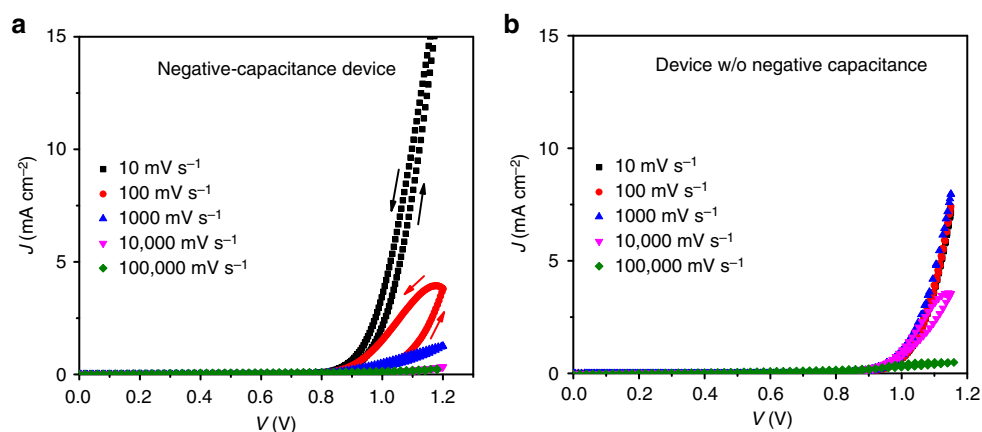 a
Negative-capacitance device
10 mV s⁻¹
100 mV s⁻¹
1000 mV s⁻¹
10,000 mV s⁻¹
100,000 mV s⁻¹
15
10
5
0
J (mA cm⁻²)
0.0 0.2 0.4 0.6 0.8 1.0 1.2
V (V)
b
Device w/o negative capacitance
10 mV s⁻¹
100 mV s⁻¹
1000 mV s⁻¹
10,000 mV s⁻¹
100,000 mV s⁻¹
15
10
5
0
J (mA cm⁻²)
0.0 0.2 0.4 0.6 0.8 1.0 1.2
V (V)